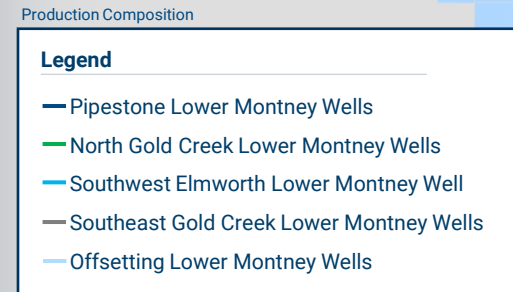 Production Composition
Legend
Pipestone Lower Montney Wells
North Gold Creek Lower Montney Wells
Southwest Elmworth Lower Montney Well
Southeast Gold Creek Lower Montney Wells
Offsetting Lower Montney Wells